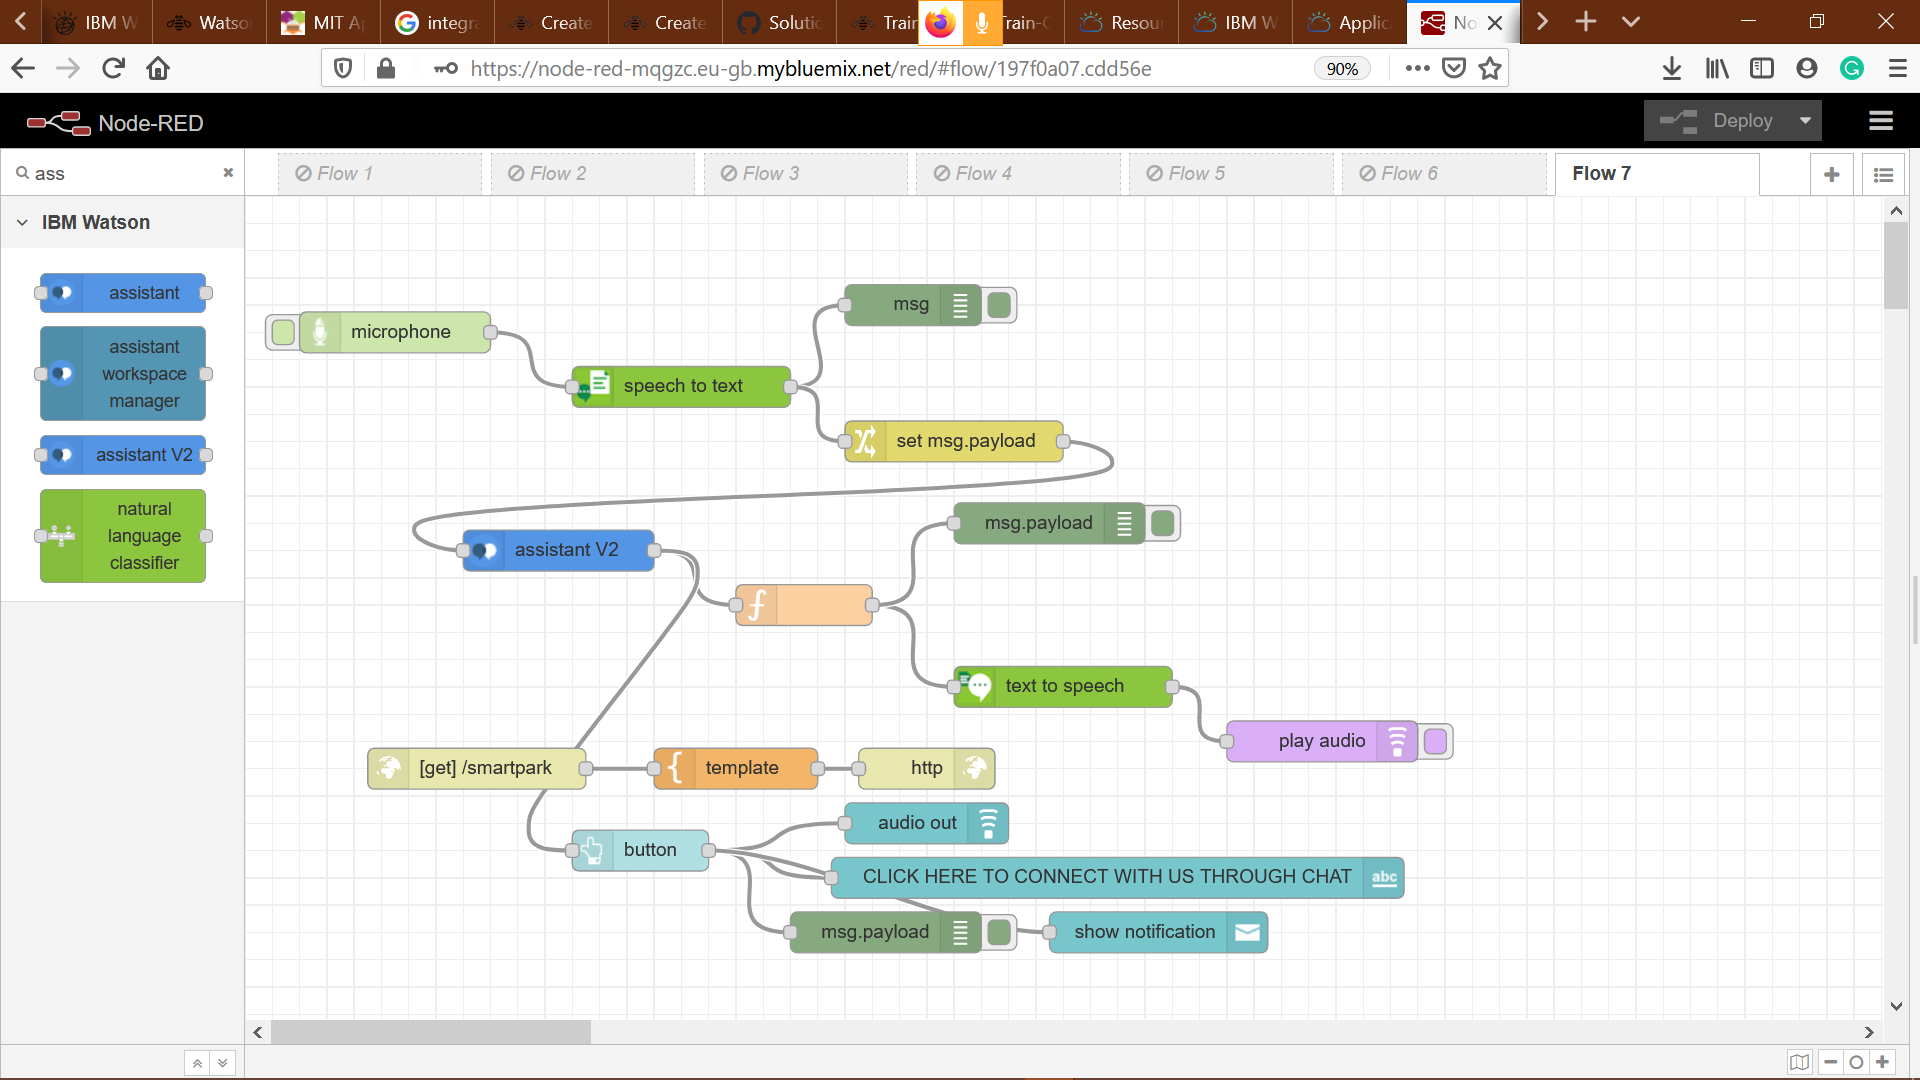 IBM W
Watso
MIT A
integra
Create
Create
Soluti
Train
Train-C
Resou
IBM W
Applic
No
https://node-red-mqgzc.eu-gb.mybluemix.net/red/#flow/197f0a07.cdd56e
90%
Node-RED
Deploy
ass
Flow 1
Flow 2
Flow 3
Flow 4
Flow 5
Flow 6
Flow 7
IBM Watson
assistant
assistant
workspace
manager
assistant V2
natural
language
classifier
microphone
msg
speech to text
set msg.payload
msg.payload
assistant V2
text to speech
play audio
[get] /smartpark
template
http
audio out
button
CLICK HERE TO CONNECT WITH US THROUGH CHAT
abc
msg.payload
show notification